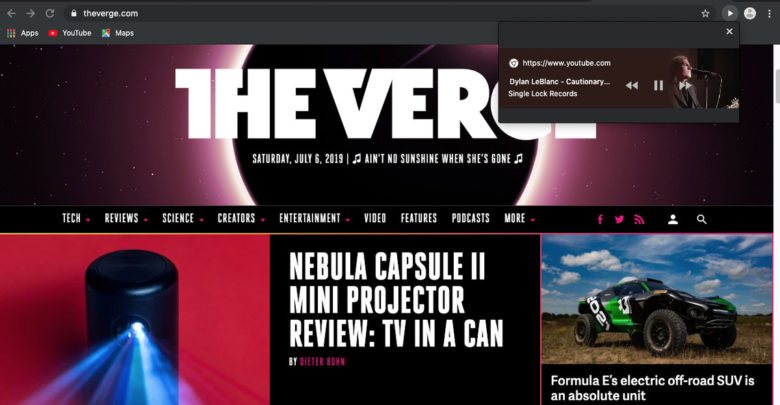 theverge.com
Apps YouTube Maps
https://www.youtube.com
Dylan LeBlanc - Cautionary...
Single Lock Records
THE VERGE
SATURDAY, JULY 6, 2019 | ♫ AIN'T NO SUNSHINE WHEN SHE'S GONE ♫
TECH REVIEWS SCIENCE CREATORS ENTERTAINMENT VIDEO FEATURES PODCASTS MORE
NEBULA CAPSULE II
MINI PROJECTOR
REVIEW: TV IN A CAN
BY DIETER BOHN
Formula E's electric off-road SUV is
an absolute unit